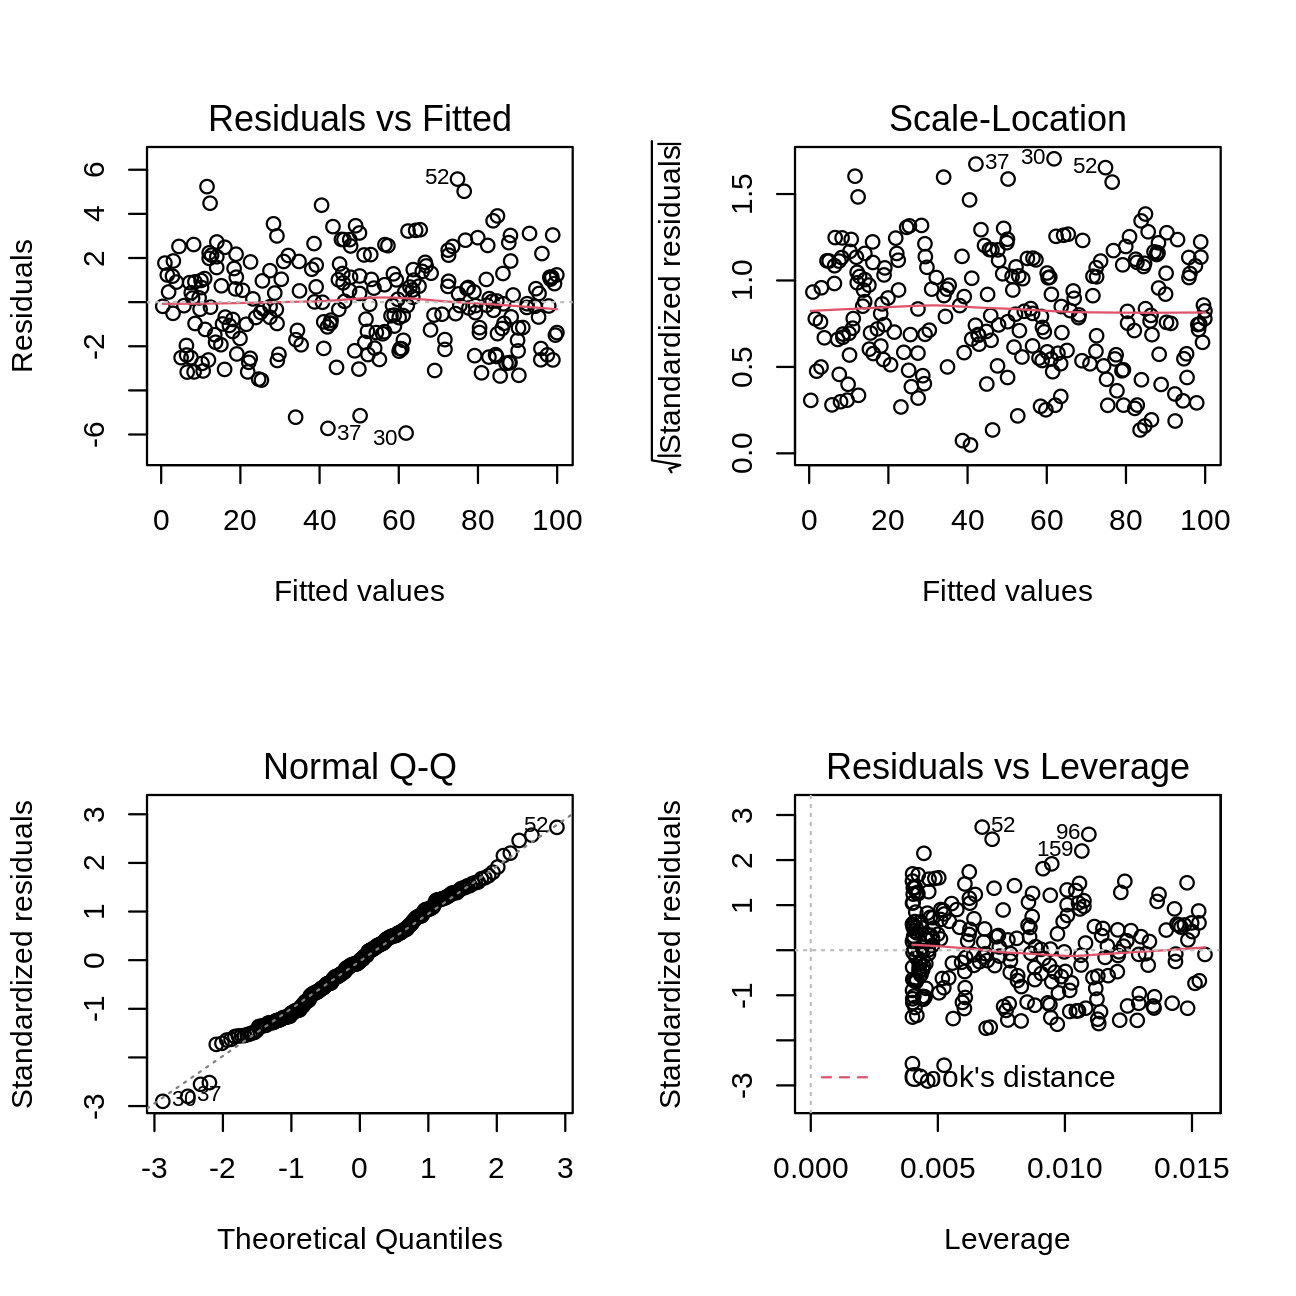 Residuals vs Fitted
Residuals
6
4
2
-2
-6
52
37
30
0 20 40 60 80 100
Fitted values
Scale-Location
√|Standardized residuals|
1.5
1.0
0.5
0.0
37
30
52
0 20 40 60 80 100
Fitted values
Normal Q-Q
Standardized residuals
3
2
1
0
-1
-3
52
30
37
-3 -2 -1 0 1 2 3
Theoretical Quantiles
Residuals vs Leverage
Standardized residuals
3
2
1
-1
-3
52
96
159
Cook's distance
0.000 0.005 0.010 0.015
Leverage